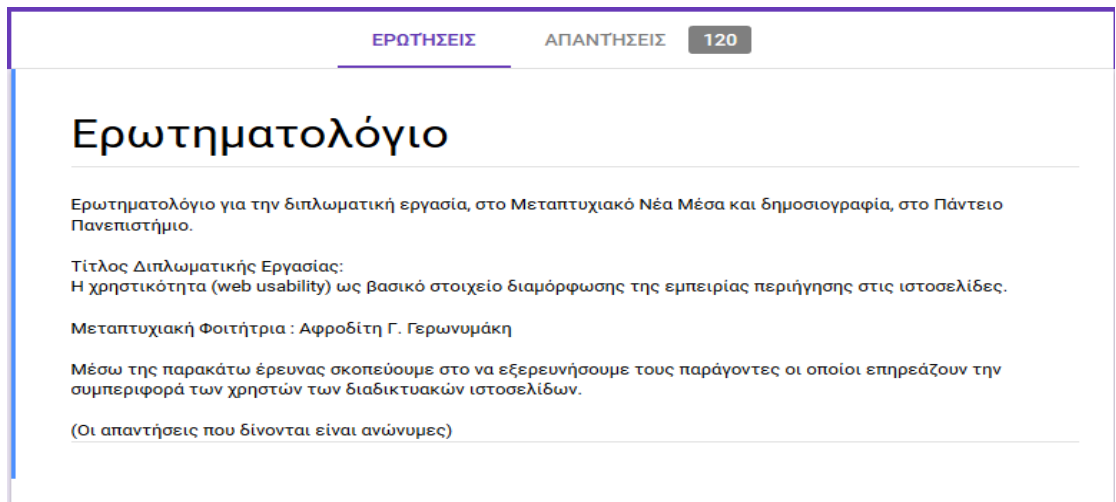 ΕΡΩΤΉΣΕΙΣ ΑΠΑΝΤΉΣΕΙΣ 120
Ερωτηματολόγιο
Ερωτηματολόγιο για την διπλωματική εργασία, στο Μεταπτυχιακό Νέα Μέσα και δημοσιογραφία, στο Πάντειο
Πανεπιστήμιο.
Τίτλος Διπλωματικής Εργασίας:
Η χρηστικότητα (web usability) ως βασικό στοιχείο διαμόρφωσης της εμπειρίας περιήγησης στις ιστοσελίδες.
Μεταπτυχιακή Φοιτήτρια : Αφροδίτη Γ. Γερωνυμάκη
Μέσω της παρακάτω έρευνας σκοπεύουμε στο να εξερευνήσουμε τους παράγοντες οι οποίοι επηρεάζουν την
συμπεριφορά των χρηστών των διαδικτυακών ιστοσελίδων.
(Οι απαντήσεις που δίνονται είναι ανώνυμες)